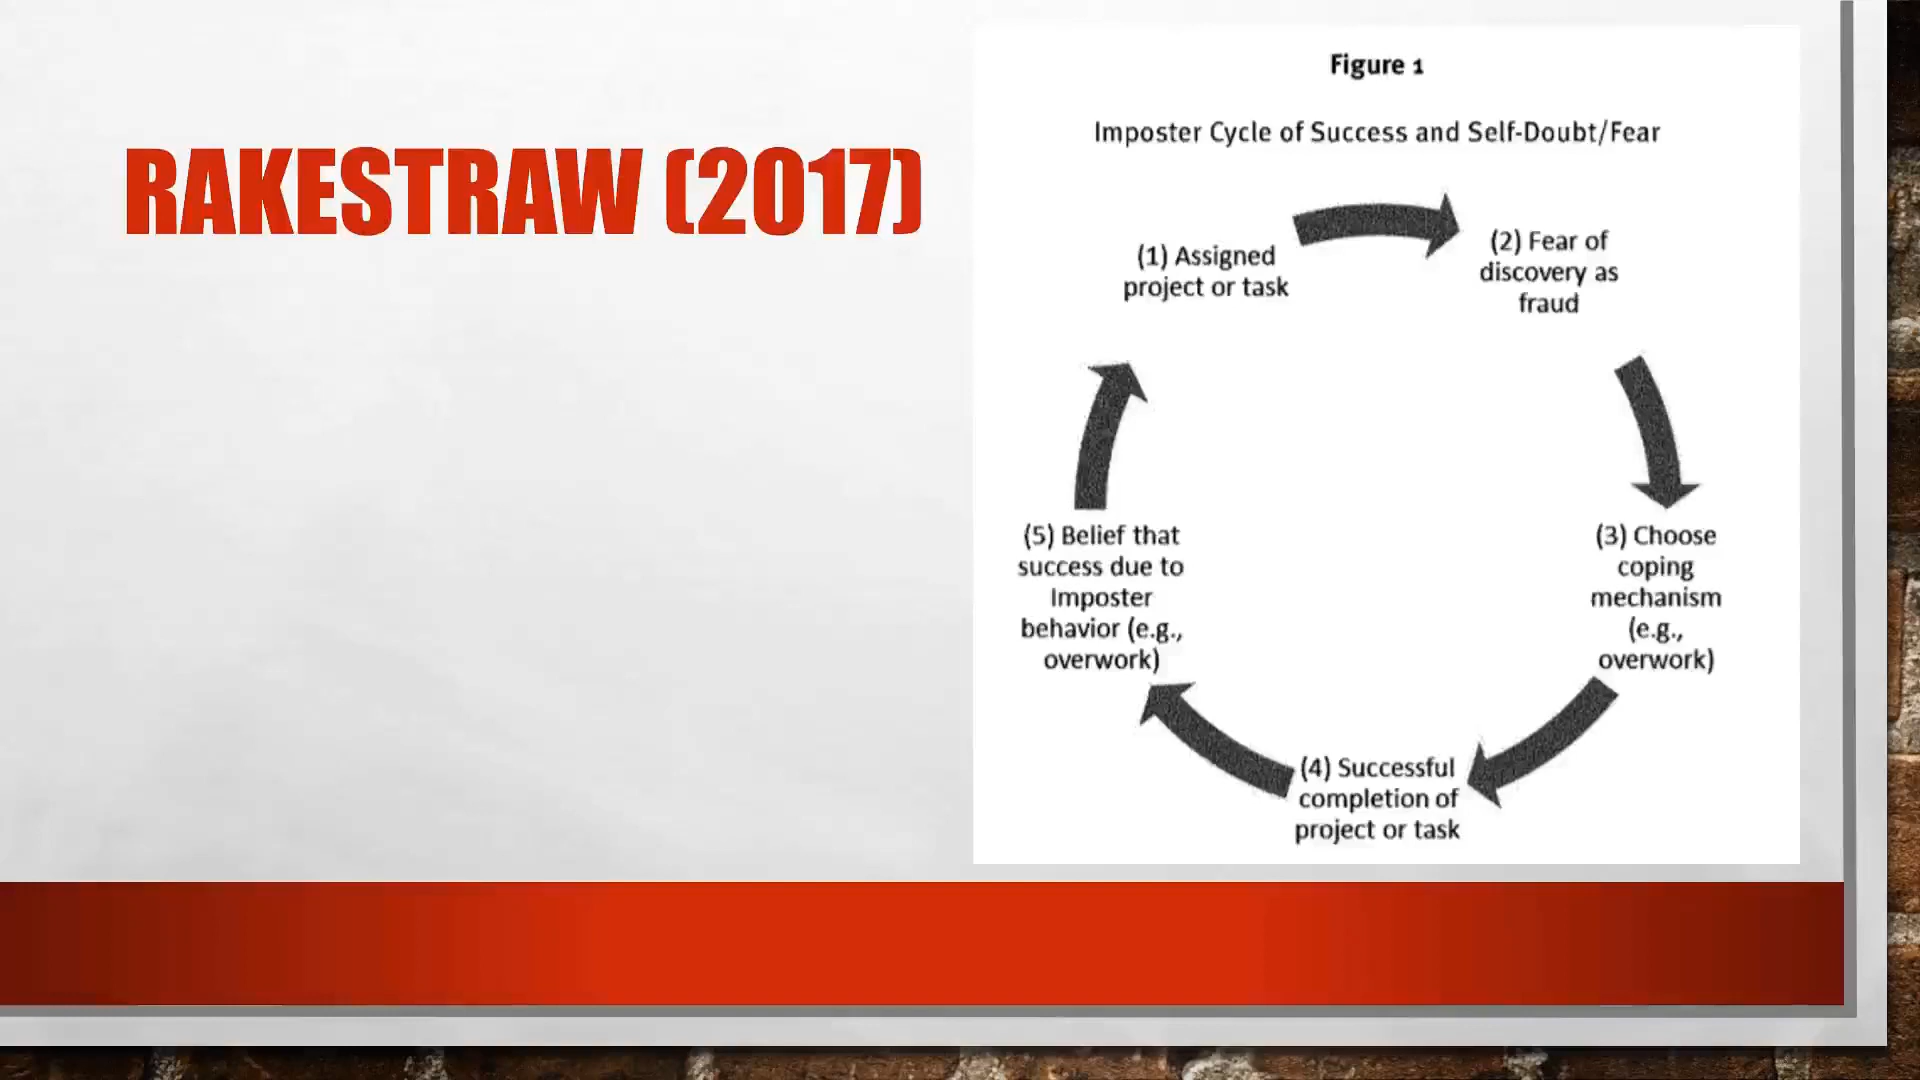 RAKESTRAW (2017)
Figure 1
Imposter Cycle of Success and Self-Doubt/Fear
(1) Assigned
project or task
(2) Fear of
discovery as
fraud
(3) Choose
coping
mechanism
(e.g.,
overwork)
(4) Successful
completion of
project or task
(5) Belief that
success due to
Imposter
behavior (e.g.,
overwork)